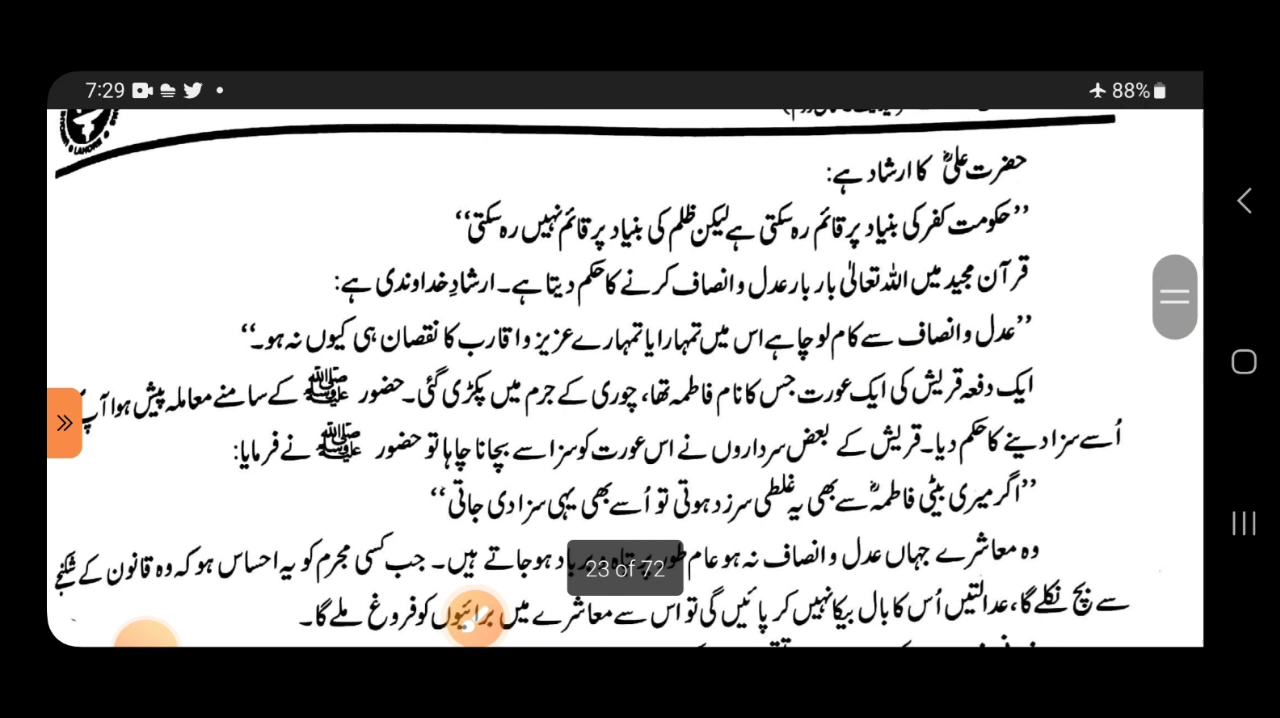 7:29
88%
حضرت علیؓ کا ارشاد ہے:
’’حکومت کفر کی بنیاد پر قائم رہ سکتی ہے لیکن ظلم کی بنیاد پر قائم نہیں رہ سکتی‘‘
قرآن مجید میں اللہ تعالیٰ بار بار عدل و انصاف کرنے کا حکم دیتا ہے۔ ارشادِ خداوندی ہے:
’’عدل و انصاف سے کام لو چاہے اس میں تمہارا یا تمہارے عزیز و اقارب کا نقصان ہی کیوں نہ ہو۔‘‘
ایک دفعہ قریش کی ایک عورت جس کا نام فاطمہ تھا، چوری کے جرم میں پکڑی گئی۔ حضور ﷺ کے سامنے معاملہ پیش ہوا آپ
اُسے سزا دینے کا حکم دیا۔ قریش کے بعض سرداروں نے اس عورت کو سزا سے بچانا چاہا تو حضور ﷺ نے فرمایا:
’’اگر میری بیٹی فاطمہؓ سے بھی یہ غلطی سرزد ہوتی تو اُسے بھی یہی سزا دی جاتی‘‘
وہ معاشرے جہاں عدل و انصاف نہ ہو عام طور پر تباہ و برباد ہو جاتے ہیں۔ جب کسی مجرم کو یہ احساس ہو کہ وہ قانون کے شکنجے
23 of 72
سے بچ نکلے گا، عدالتیں اُس کا بال بیکا نہیں کر پائیں گی تو اس سے معاشرے میں برائیوں کو فروغ ملے گا۔